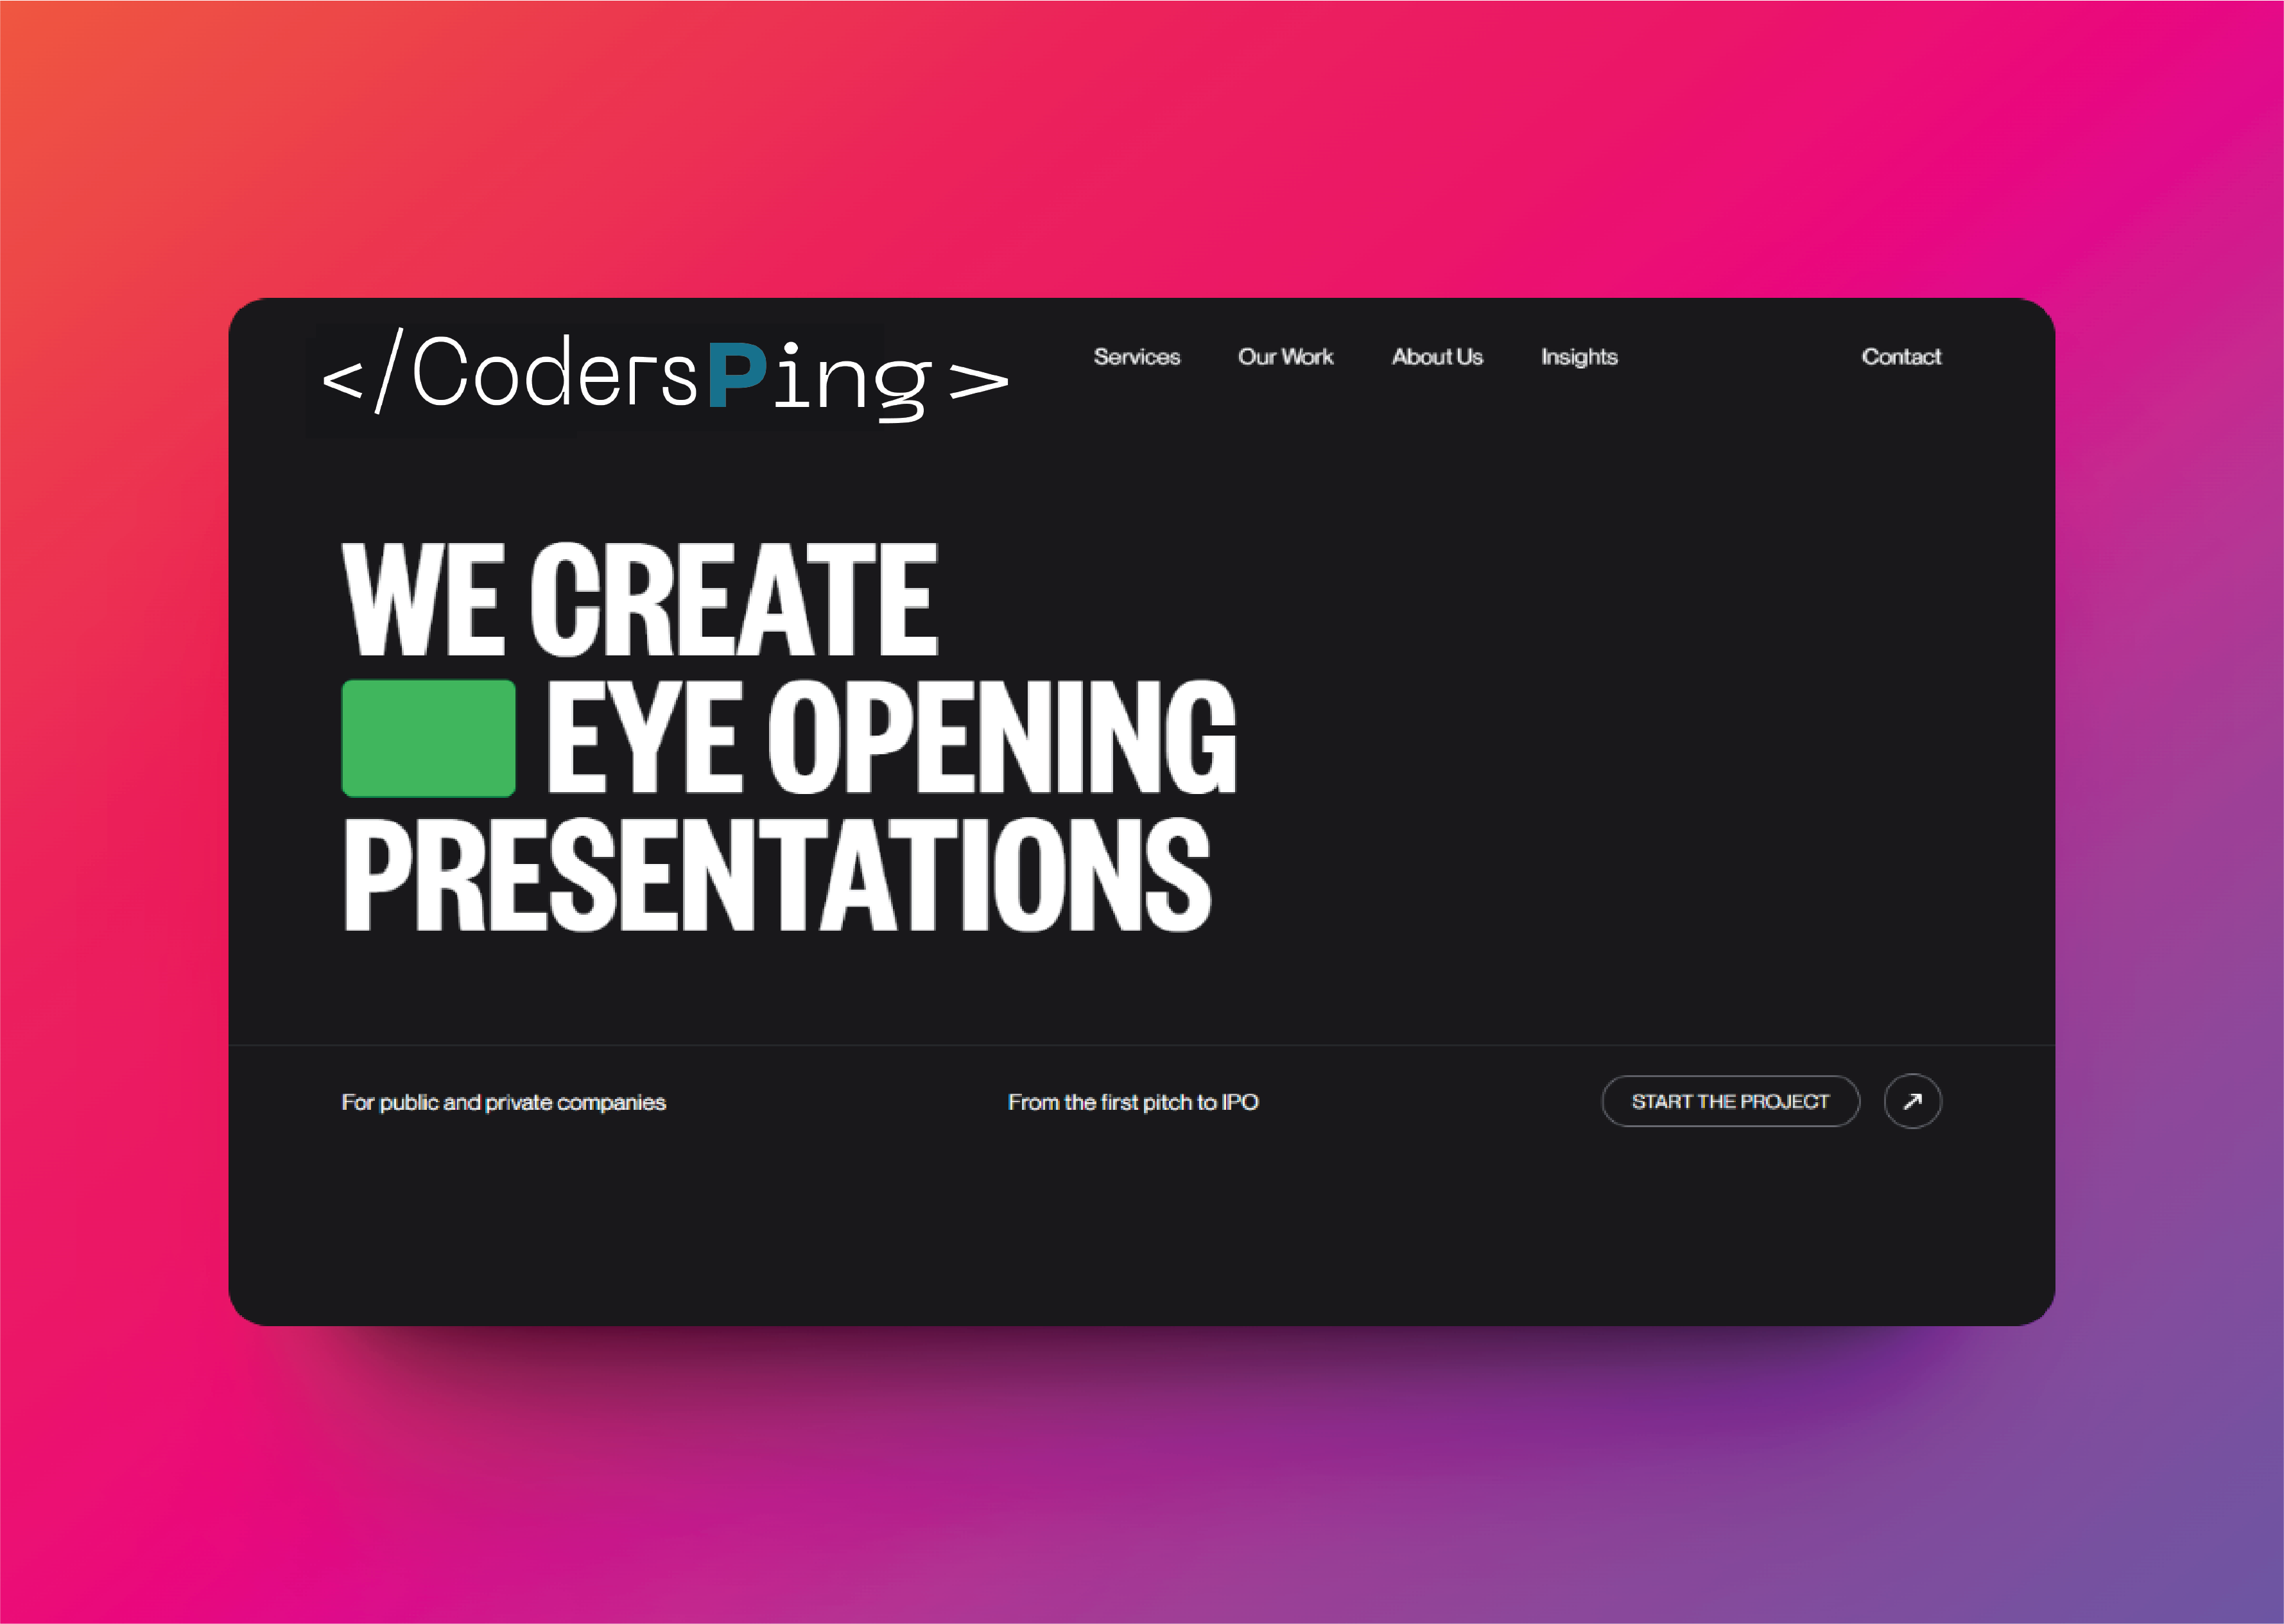 </CodersPing>
Services Our Work About Us Insights Contact
WE CREATE
EYE OPENING
PRESENTATIONS
For public and private companies From the first pitch to IPO START THE PROJECT